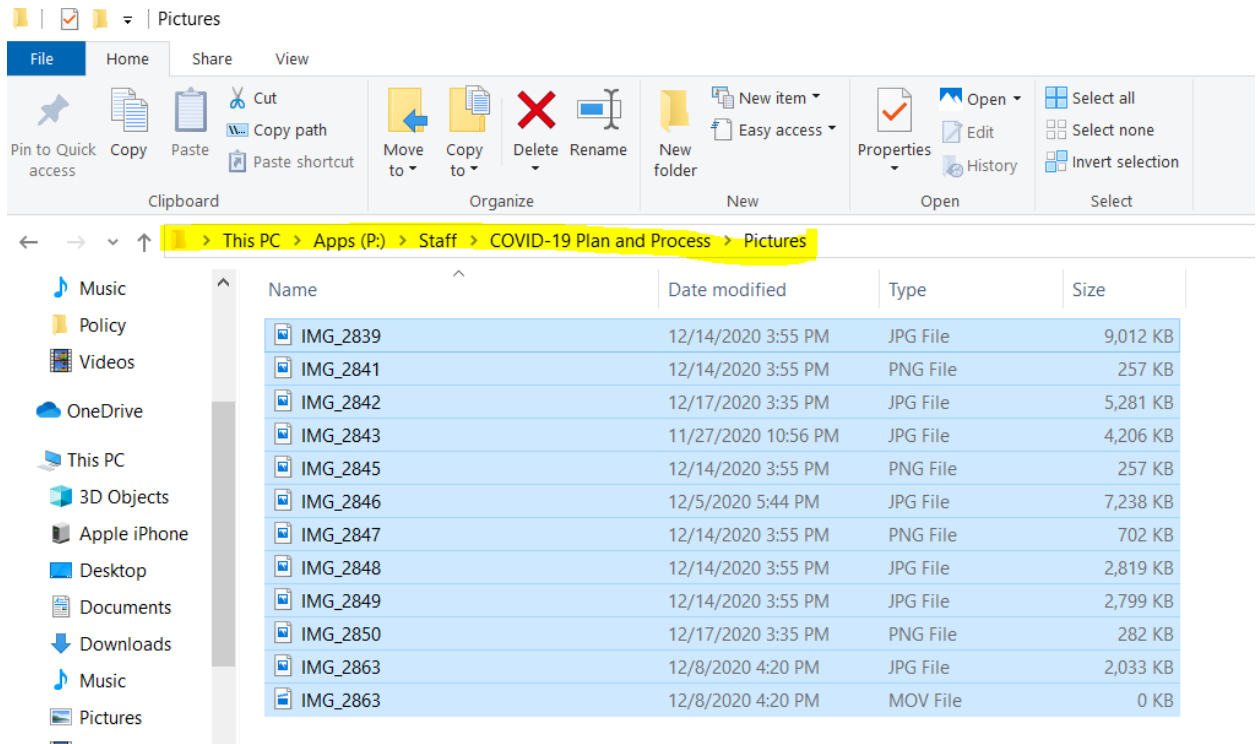 Pictures
File Home Share View
Pin to Quick access
Copy
Paste
Cut
Copy path
Paste shortcut
Move to
Copy to
Delete
Rename
New folder
New item
Easy access
Properties
Open
Edit
History
Select all
Select none
Invert selection
Clipboard Organize New Open Select
This PC > Apps (P:) > Staff > COVID-19 Plan and Process > Pictures
Music
Policy
Videos
OneDrive
This PC
3D Objects
Apple iPhone
Desktop
Documents
Downloads
Music
Pictures
Name Date modified Type Size
IMG_2839 12/14/2020 3:55 PM JPG File 9,012 KB
IMG_2841 12/14/2020 3:55 PM PNG File 257 KB
IMG_2842 12/17/2020 3:35 PM JPG File 5,281 KB
IMG_2843 11/27/2020 10:56 PM JPG File 4,206 KB
IMG_2845 12/14/2020 3:55 PM PNG File 257 KB
IMG_2846 12/5/2020 5:44 PM JPG File 7,238 KB
IMG_2847 12/14/2020 3:55 PM PNG File 702 KB
IMG_2848 12/14/2020 3:55 PM JPG File 2,819 KB
IMG_2849 12/14/2020 3:55 PM JPG File 2,799 KB
IMG_2850 12/17/2020 3:35 PM PNG File 282 KB
IMG_2863 12/8/2020 4:20 PM JPG File 2,033 KB
IMG_2863 12/8/2020 4:20 PM MOV File 0 KB